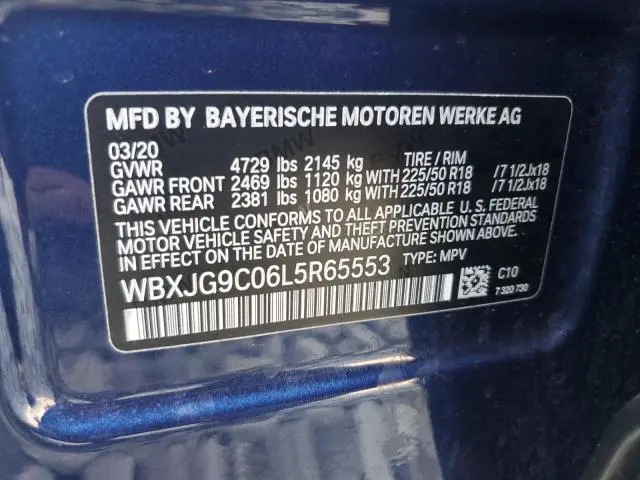 MFD BY BAYERISCHE MOTOREN WERKE AG
03/20
GVWR 4729 lbs 2145 kg TIRE / RIM
GAWR FRONT 2469 lbs 1120 kg WITH 225/50 R18 /7 1/2Jx18
GAWR REAR 2381 lbs 1080 kg WITH 225/50 R18 /7 1/2Jx18
THIS VEHICLE CONFORMS TO ALL APPLICABLE U. S. FEDERAL
MOTOR VEHICLE SAFETY AND THEFT PREVENTION STANDARDS
IN EFFECT ON THE DATE OF MANUFACTURE SHOWN ABOVE.
WBXJG9C06L5R65553 TYPE: MPV
C10
7 320 730